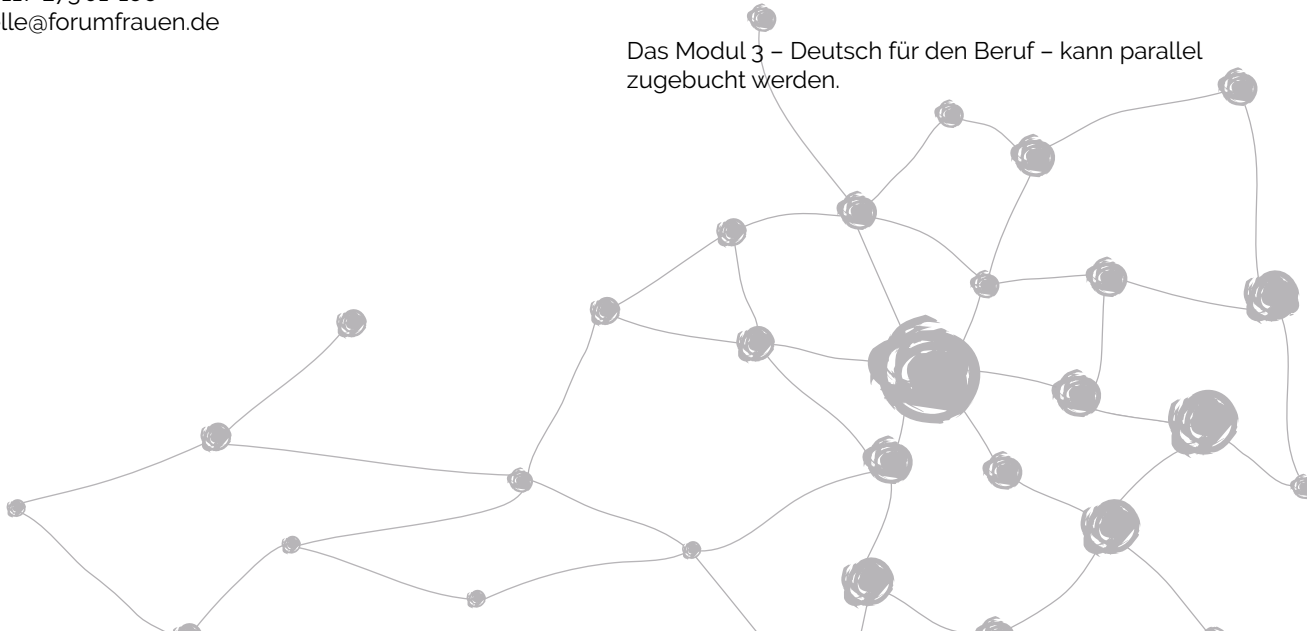 lle@forumfrauen.de
Das Modul 3 – Deutsch für den Beruf – kann parallel
zugebucht werden.